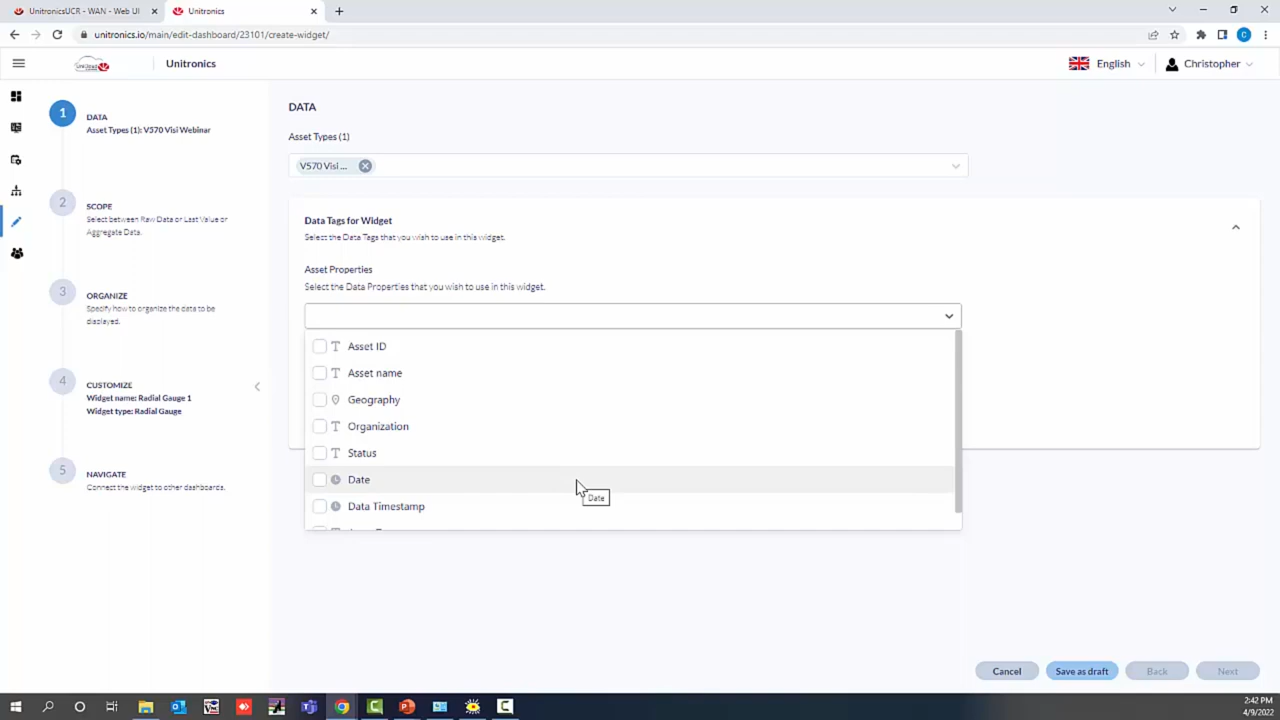 UnitronicsUCR - WAN - Web UI
Unitronics
unitronics.io/main/edit-dashboard/23101/create-widget/
Unitronics
English
Christopher
1
DATA
Asset Types (1): V570 Visi Webinar
2
SCOPE
Select between Raw Data or Last Value or
Aggregate Data.
3
ORGANIZE
Specify how to organize the data to be
displayed.
4
CUSTOMIZE
Widget name: Radial Gauge 1
Widget type: Radial Gauge
5
NAVIGATE
Connect the widget to other dashboards.
DATA
Asset Types (1)
V570 Visi ...
Data Tags for Widget
Select the Data Tags that you wish to use in this widget.
Asset Properties
Select the Data Properties that you wish to use in this widget.
Asset ID
Asset name
Geography
Organization
Status
Date
Date
Data Timestamp
Cancel
Save as draft
Back
Next
2:42 PM
4/9/2022